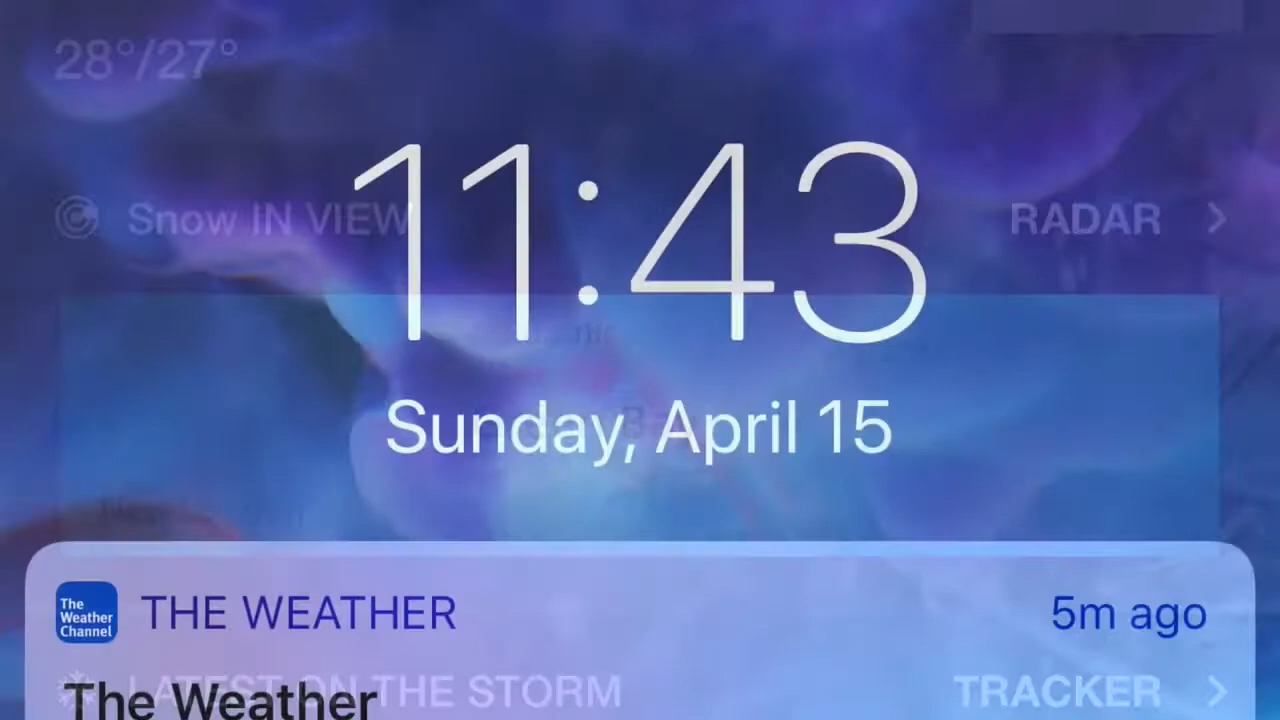 28°/27°
11:43
Snow IN VIEW
RADAR
Sunday, April 15
The
Weather
Channel
THE WEATHER
5m ago
LATEST ON THE STORM
TRACKER
The Weather